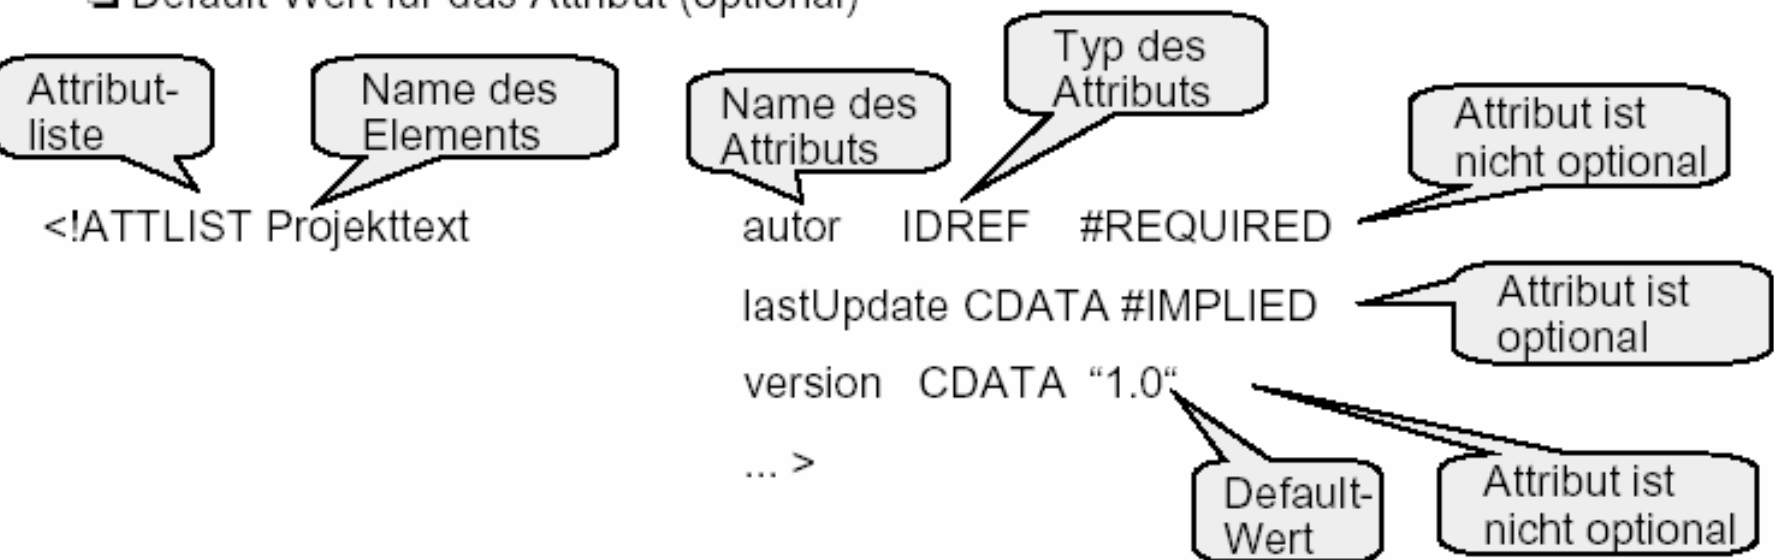 ❑ Default-Wert für das Attribut (optional)
Attribut-
liste
Name des
Elements
Name des
Attributs
Typ des
Attributs
Attribut ist
nicht optional
<!ATTLIST Projekttext autor IDREF #REQUIRED
lastUpdate CDATA #IMPLIED
Attribut ist
optional
version CDATA “1.0“
... >
Default-
Wert
Attribut ist
nicht optional